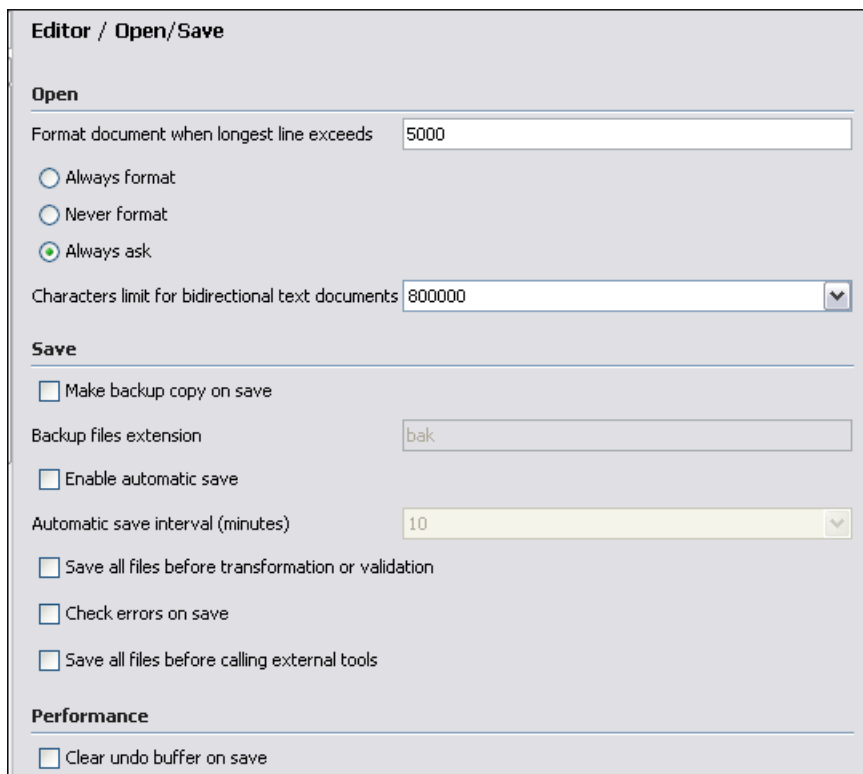 Editor / Open/Save
Open
Format document when longest line exceeds 5000
Always format
Never format
Always ask
Characters limit for bidirectional text documents 800000
Save
Make backup copy on save
Backup files extension bak
Enable automatic save
Automatic save interval (minutes) 10
Save all files before transformation or validation
Check errors on save
Save all files before calling external tools
Performance
Clear undo buffer on save